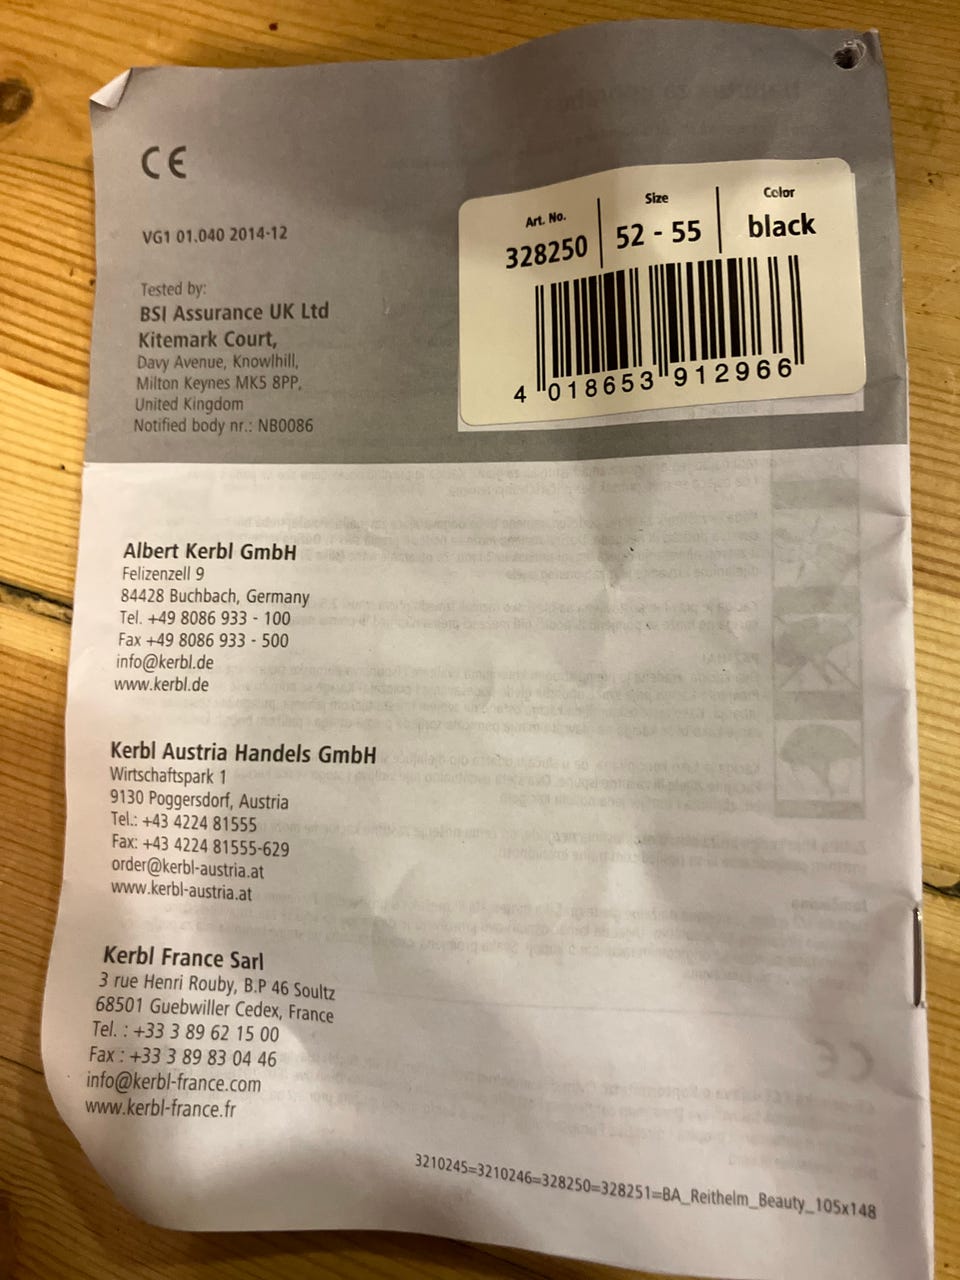 CE
VG1 01.040 2014-12
Tested by:
BSI Assurance UK Ltd
Kitemark Court,
Davy Avenue, Knowlhill,
Milton Keynes MK5 8PP,
United Kingdom
Notified body nr.: NB0086
Art. No.
328250
Size
52 - 55
Color
black
4 018653 912966
Albert Kerbl GmbH
Felizenzell 9
84428 Buchbach, Germany
Tel. +49 8086 933 - 100
Fax +49 8086 933 - 500
info@kerbl.de
www.kerbl.de
Kerbl Austria Handels GmbH
Wirtschaftspark 1
9130 Poggersdorf, Austria
Tel.: +43 4224 81555
Fax: +43 4224 81555-629
order@kerbl-austria.at
www.kerbl-austria.at
Kerbl France Sarl
3 rue Henri Rouby, B.P 46 Soultz
68501 Guebwiller Cedex, France
Tel. : +33 3 89 62 15 00
Fax : +33 3 89 83 04 46
info@kerbl-france.com
www.kerbl-france.fr
3210245=3210246=328250=328251=BA_Reithelm_Beauty_105x148